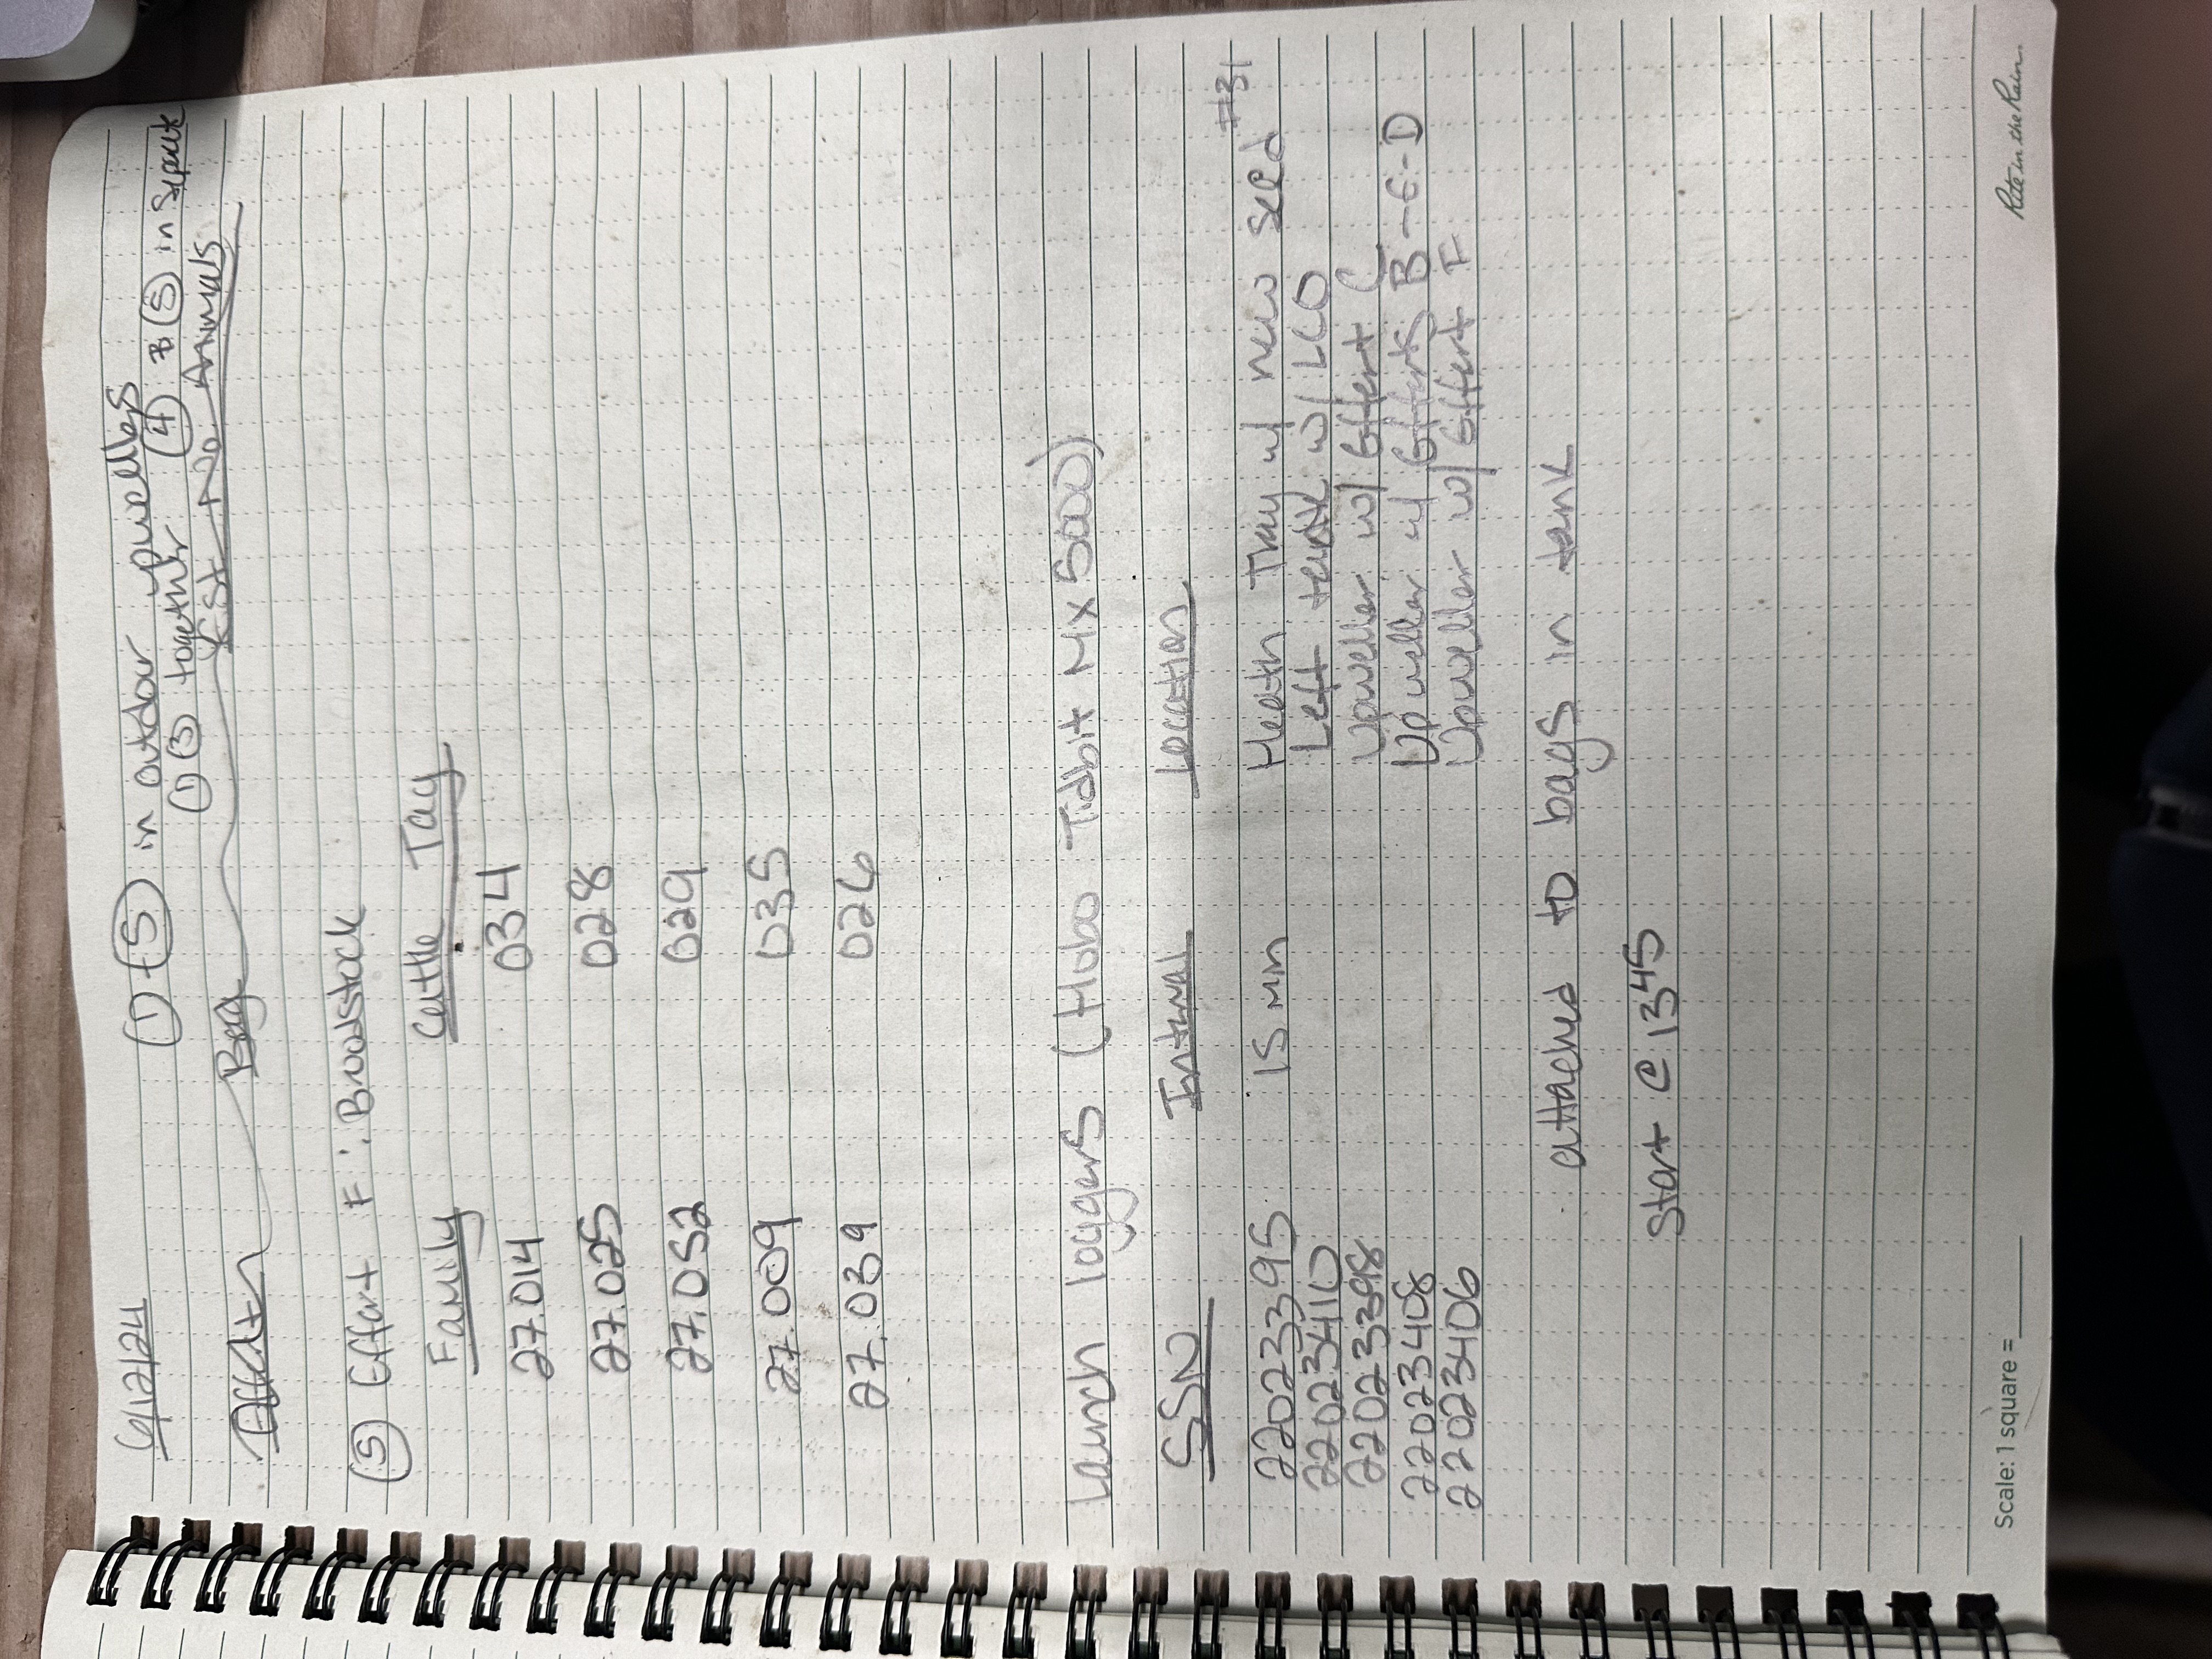 6/12/24
① - ⑤ in outdoor upwellers
① ③ together ④ & ⑤ in separate
Effort Bag Est No. Animals
⑤ Effort F : Broodstock
Family Cattle Tag
27.014 034
27.025 028
27.052 029
27.009 035
27.039 026
Launch loggers (Hobo Tidbit MX 5000)
SSN Interval Location
22023395 15 min Heath Tray w/ new seed #31
22023410 Left tank w/ LCO
22023398 Upweller w/ Effort C
22023408 Upweller w/ Efforts B-E-D
22023406 Upweller w/ Effort F
attached to bags in tank
Start @ 1345
Scale: 1 square =
Rite in the Rain.